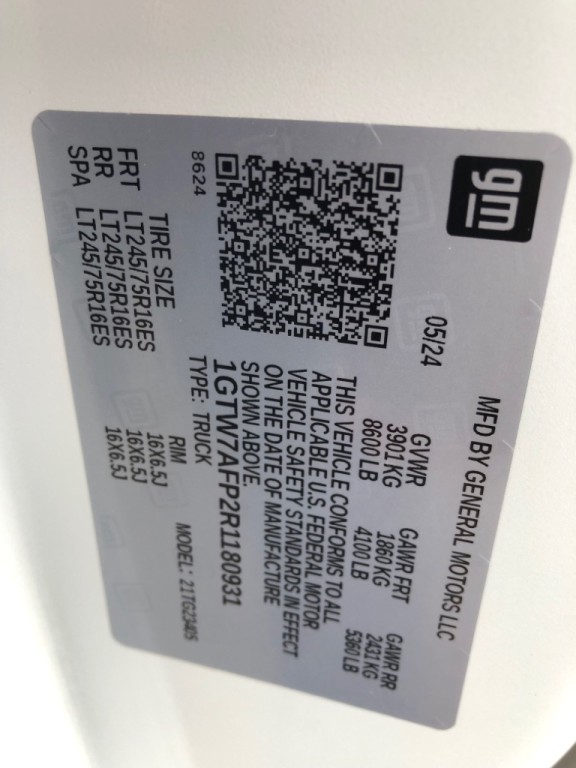 gm
MFD BY GENERAL MOTORS LLC
05/24
GVWR GAWR FRT GAWR RR
3901 KG 1860 KG 2431 KG
8600 LB 4100 LB 5360 LB
THIS VEHICLE CONFORMS TO ALL
APPLICABLE U.S. FEDERAL MOTOR
VEHICLE SAFETY STANDARDS IN EFFECT
ON THE DATE OF MANUFACTURE
SHOWN ABOVE.
1GTW7AFP2R1180931
TYPE: TRUCK
MODEL: 21TG23405
8624
TIRE SIZE RIM
FRT LT245/75R16ES 16X6.5J
RR LT245/75R16ES 16X6.5J
SPA LT245/75R16ES 16X6.5J